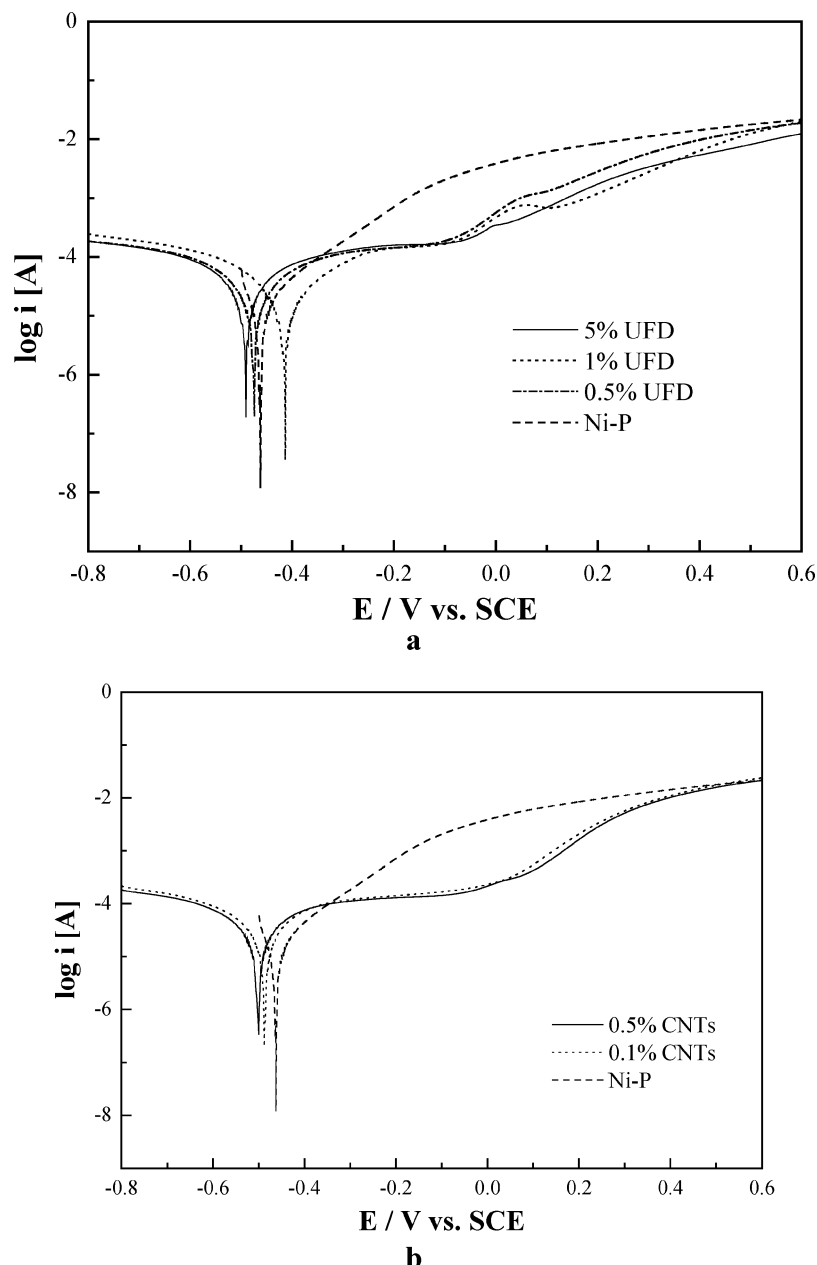 0
-2
-4
-6
-8
log i [A]
5% UFD
1% UFD
0.5% UFD
Ni-P
-0.8 -0.6 -0.4 -0.2 0.0 0.2 0.4 0.6
E / V vs. SCE
a
0
-2
-4
-6
-8
log i [A]
0.5% CNTs
0.1% CNTs
Ni-P
-0.8 -0.6 -0.4 -0.2 0.0 0.2 0.4 0.6
E / V vs. SCE
b